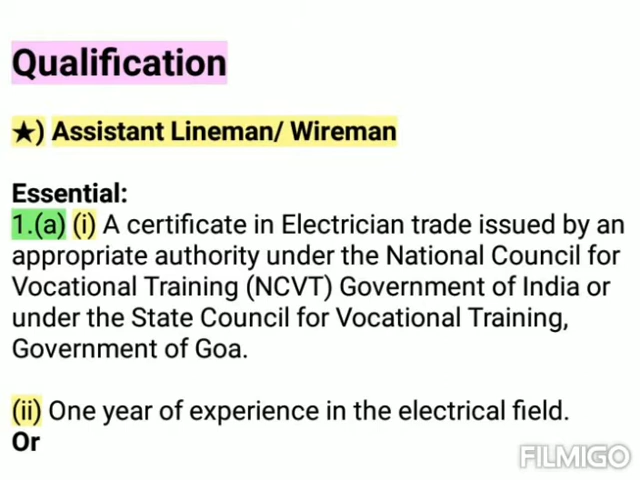 Qualification
★) Assistant Lineman/ Wireman
Essential:
1.(a) (i) A certificate in Electrician trade issued by an
appropriate authority under the National Council for
Vocational Training (NCVT) Government of India or
under the State Council for Vocational Training,
Government of Goa.
(ii) One year of experience in the electrical field.
Or
FILMIGO